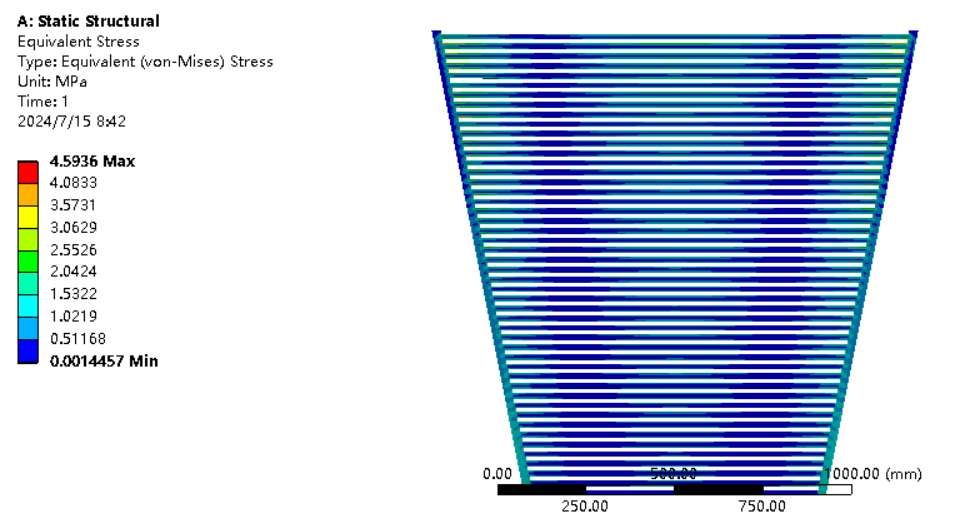 A: Static Structural
Equivalent Stress
Type: Equivalent (von-Mises) Stress
Unit: MPa
Time: 1
2024/7/15 8:42
4.5936 Max
4.0833
3.5731
3.0629
2.5526
2.0424
1.5322
1.0219
0.51168
0.0014457 Min
0.00 500.00 1000.00 (mm)
250.00 750.00